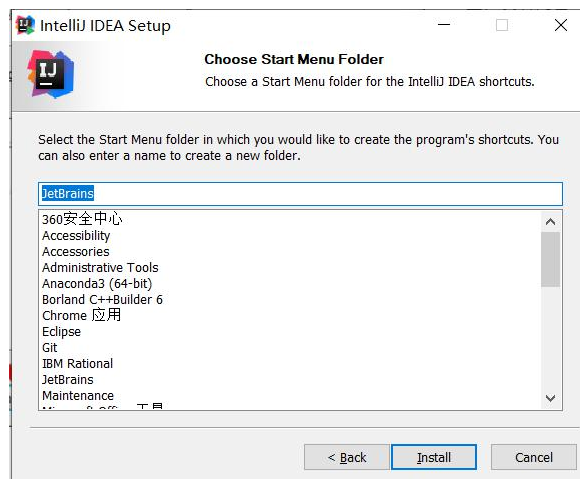 IntelliJ IDEA Setup
IJ
Choose Start Menu Folder
Choose a Start Menu folder for the IntelliJ IDEA shortcuts.
Select the Start Menu folder in which you would like to create the program's shortcuts. You
can also enter a name to create a new folder.
JetBrains
360安全中心
Accessibility
Accessories
Administrative Tools
Anaconda3 (64-bit)
Borland C++Builder 6
Chrome 应用
Eclipse
Git
IBM Rational
JetBrains
Maintenance
< Back
Install
Cancel